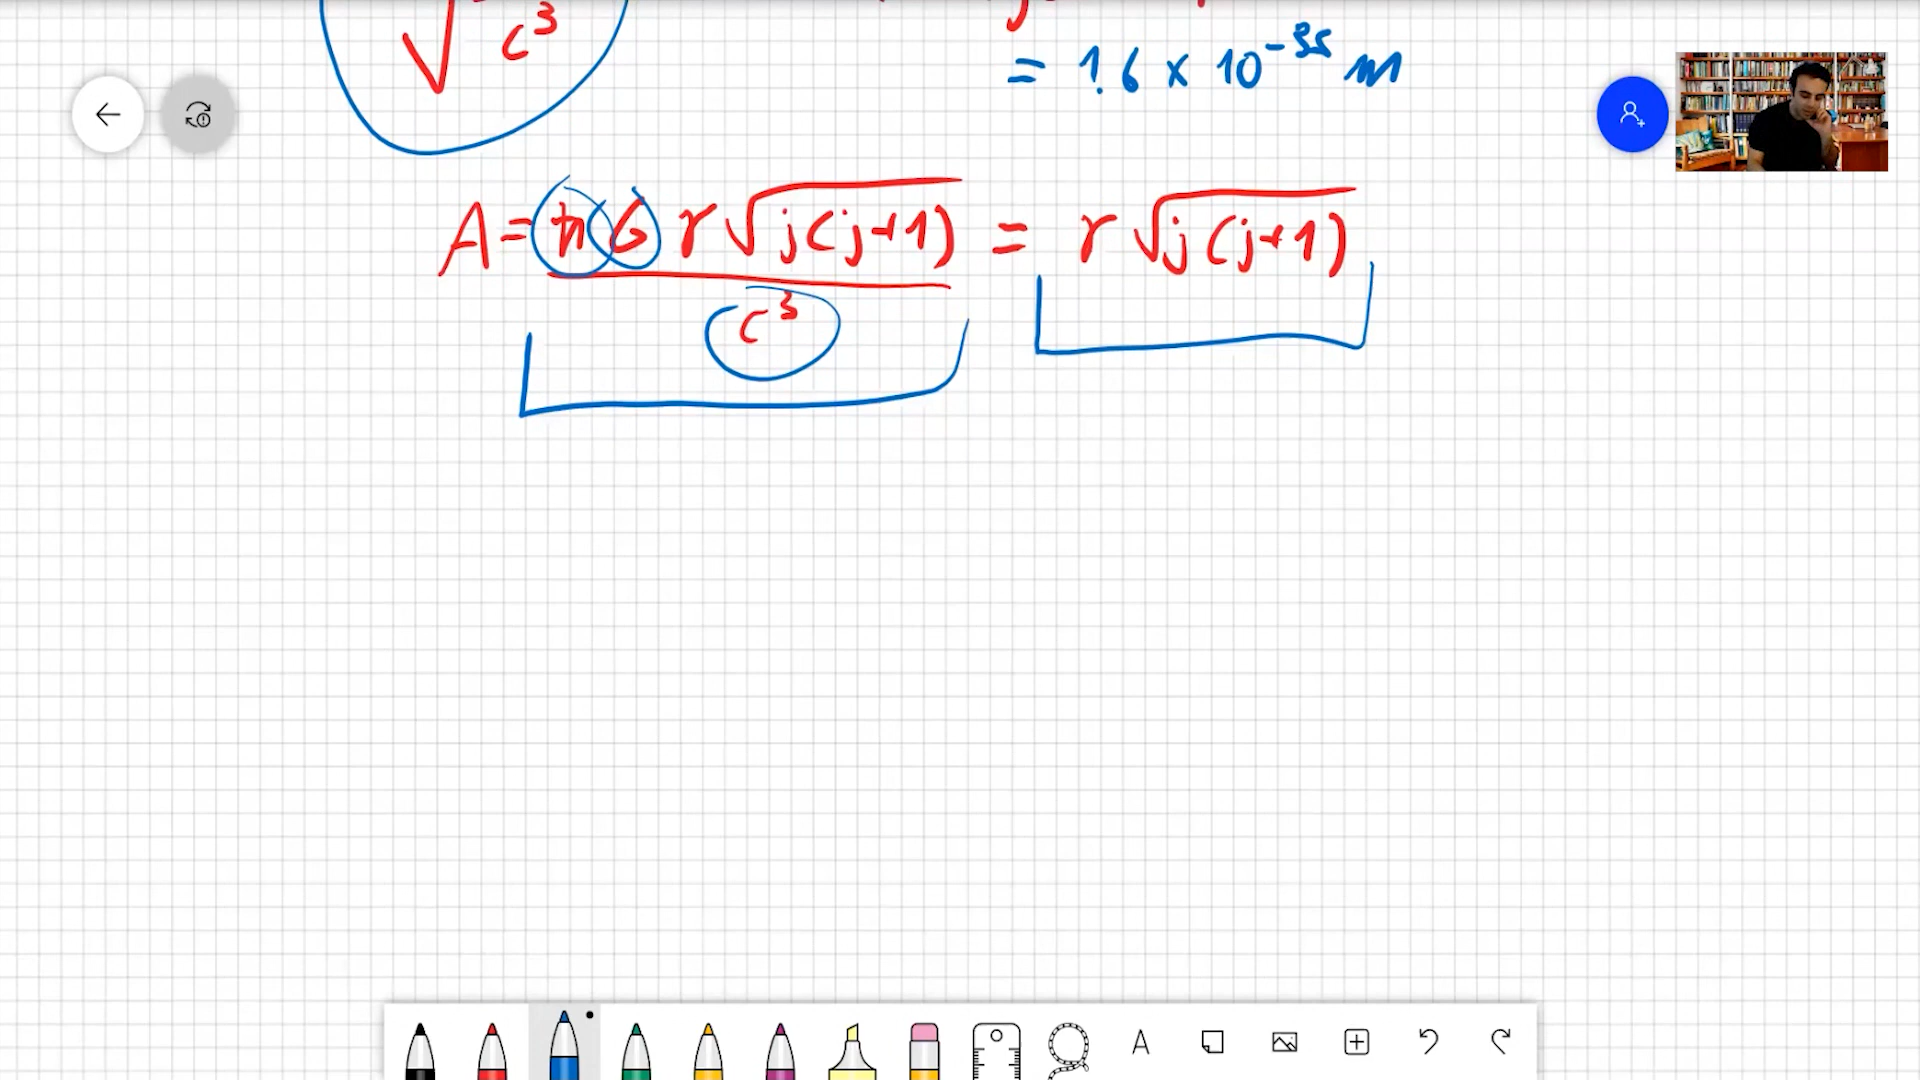 √ c³
= 1.6 × 10⁻³⁵ m
A = ħ G γ √j(j+1) = γ √j(j+1)
c³
A